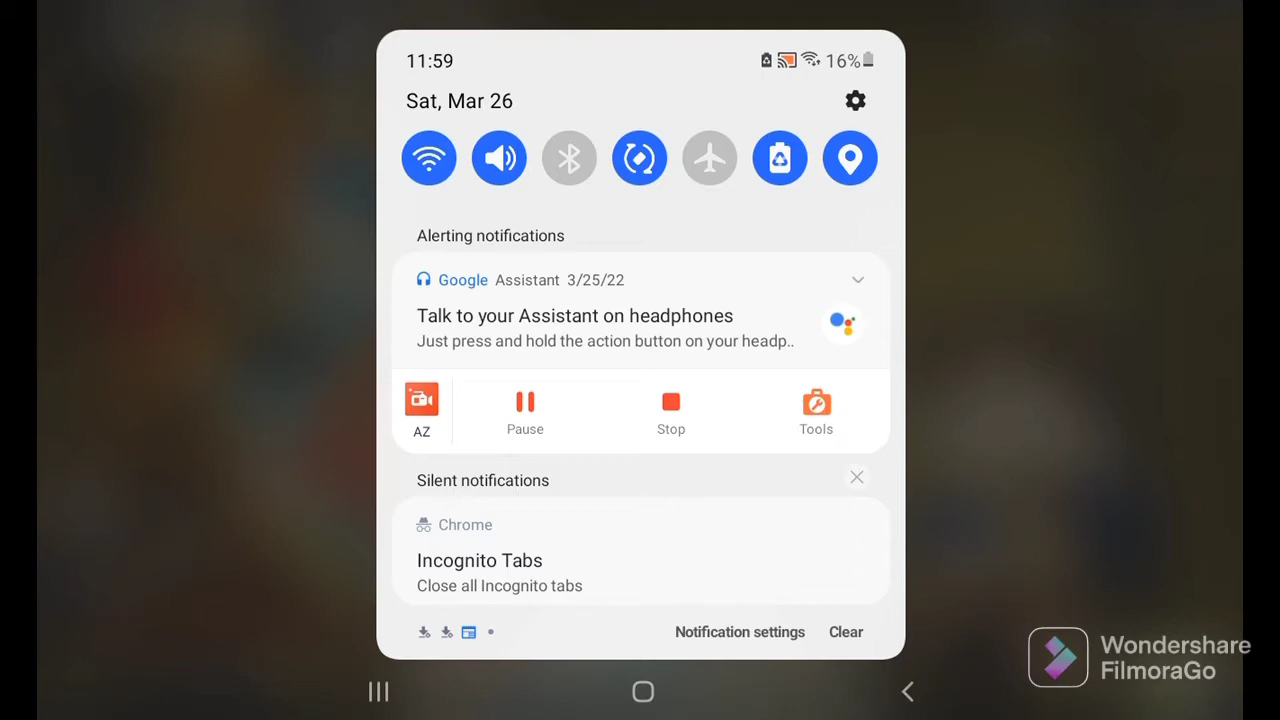 11:59
16%
Sat, Mar 26
Alerting notifications
Google Assistant 3/25/22
Talk to your Assistant on headphones
Just press and hold the action button on your headp..
AZ
Pause
Stop
Tools
Silent notifications
Chrome
Incognito Tabs
Close all Incognito tabs
Notification settings
Clear
Wondershare
FilmoraGo